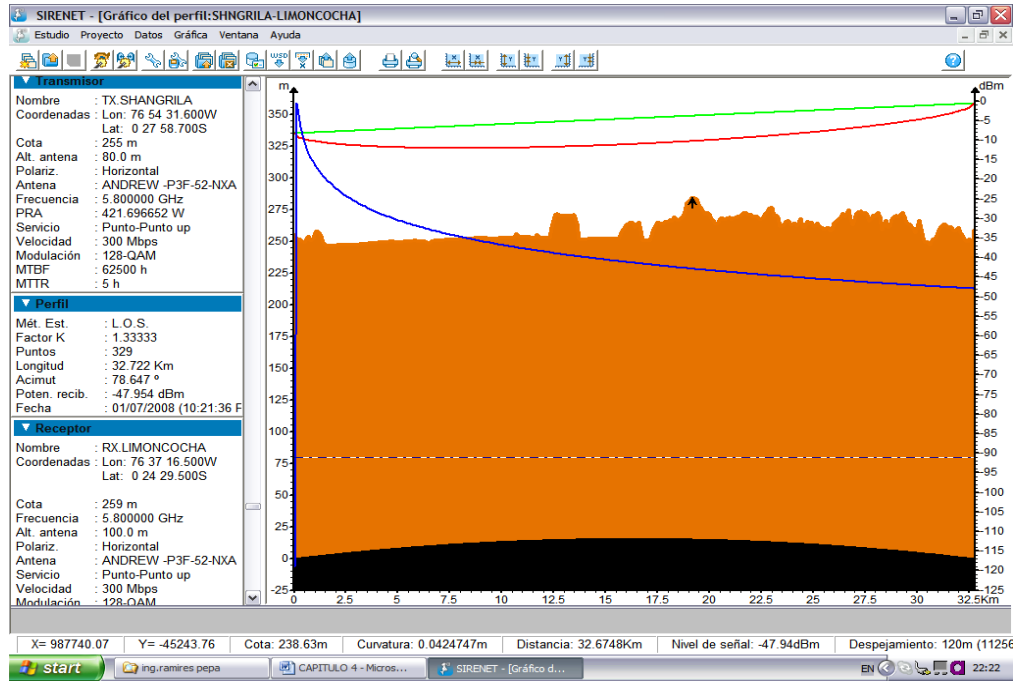 SIRENET - [Gráfico del perfil:SHNGRILA-LIMONCOCHA]
Estudio Proyecto Datos Gráfica Ventana Ayuda
Transmisor
Nombre : TX.SHANGRILA
Coordenadas : Lon: 76 54 31.600W
Lat: 0 27 58.700S
Cota : 255 m
Alt. antena : 80.0 m
Polariz. : Horizontal
Antena : ANDREW -P3F-52-NXA
Frecuencia : 5.800000 GHz
PRA : 421.696652 W
Servicio : Punto-Punto up
Velocidad : 300 Mbps
Modulación : 128-QAM
MTBF : 62500 h
MTTR : 5 h
Perfil
Mét. Est. : L.O.S.
Factor K : 1.33333
Puntos : 329
Longitud : 32.722 Km
Acimut : 78.647 º
Poten. recib. : -47.954 dBm
Fecha : 01/07/2008 (10:21:36 F
Receptor
Nombre : RX.LIMONCOCHA
Coordenadas : Lon: 76 37 16.500W
Lat: 0 24 29.500S
Cota : 259 m
Frecuencia : 5.800000 GHz
Alt. antena : 100.0 m
Polariz. : Horizontal
Antena : ANDREW -P3F-52-NXA
Servicio : Punto-Punto up
Velocidad : 300 Mbps
Modulación : 128-QAM
m
350
325
300
275
250
225
200
175
150
125
100
75
50
25
0
-25
0 2.5 5 7.5 10 12.5 15 17.5 20 22.5 25 27.5 30 32.5Km
dBm
0
-5
-10
-15
-20
-25
-30
-35
-40
-45
-50
-55
-60
-65
-70
-75
-80
-85
-90
-95
-100
-105
-110
-115
-120
-125
X= 987740.07 Y= -45243.76 Cota: 238.63m Curvatura: 0.0424747m Distancia: 32.6748Km Nivel de señal: -47.94dBm Despejamiento: 120m (11256
start ing.ramires pepa CAPITULO 4 - Micros... SIRENET - [Gráfico d... EN 22:22